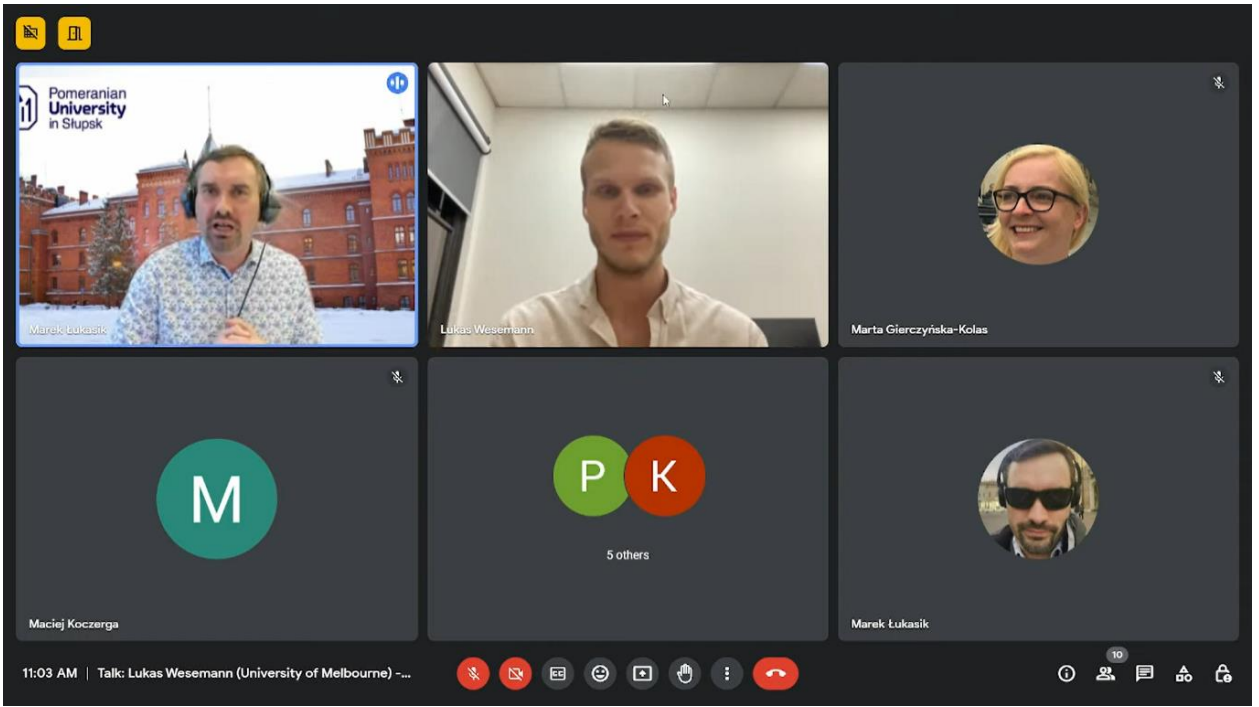 Pomeranian
University
in Słupsk
Marek Łukasik
Lukas Wesemann
Marta Gierczyńska-Kolas
M
Maciej Koczerga
P K
5 others
Marek Łukasik
11:03 AM | Talk: Lukas Wesemann (University of Melbourne) -...
CC
10